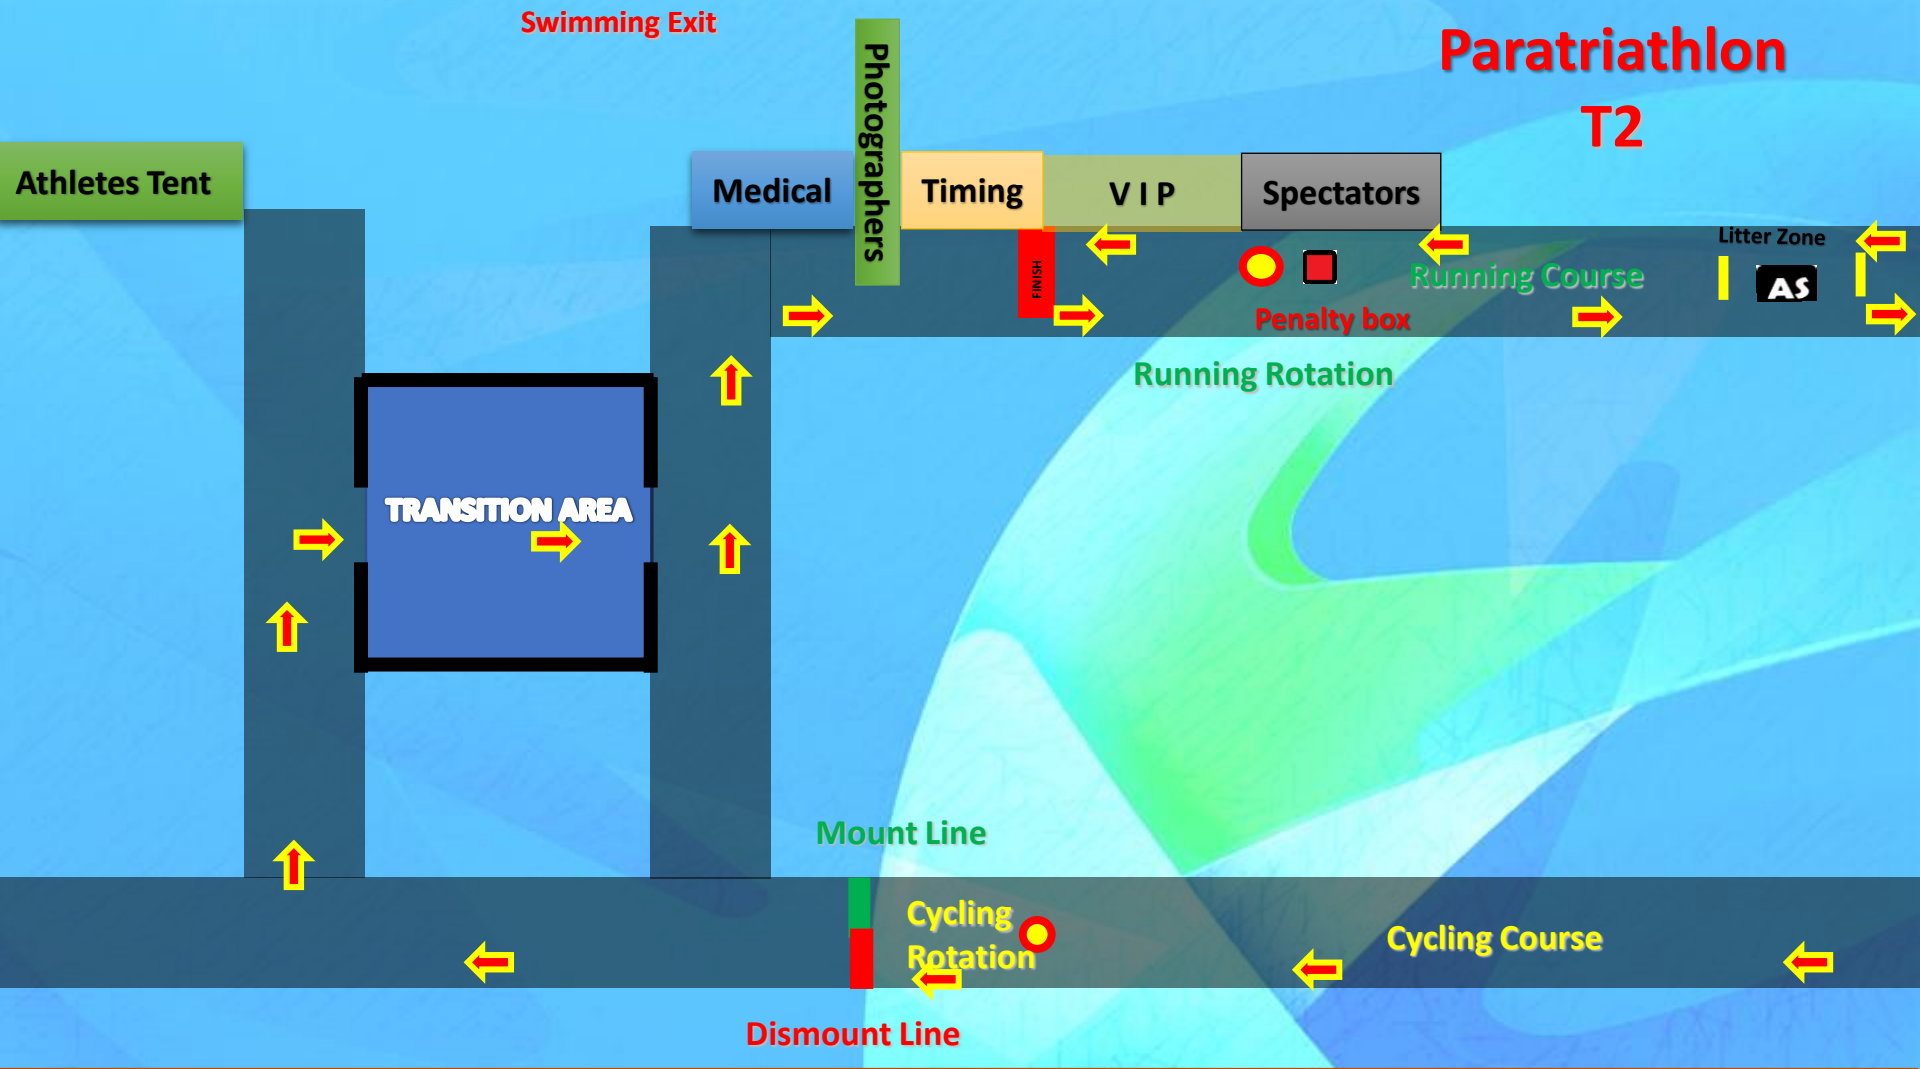 Swimming Exit
Paratriathlon
T2
Photographers
Athletes Tent
Medical
Timing
V I P
Spectators
Litter Zone
FINISH
Running Course
AS
Penalty box
Running Rotation
TRANSITION AREA
Mount Line
Cycling
Rotation
Cycling Course
Dismount Line